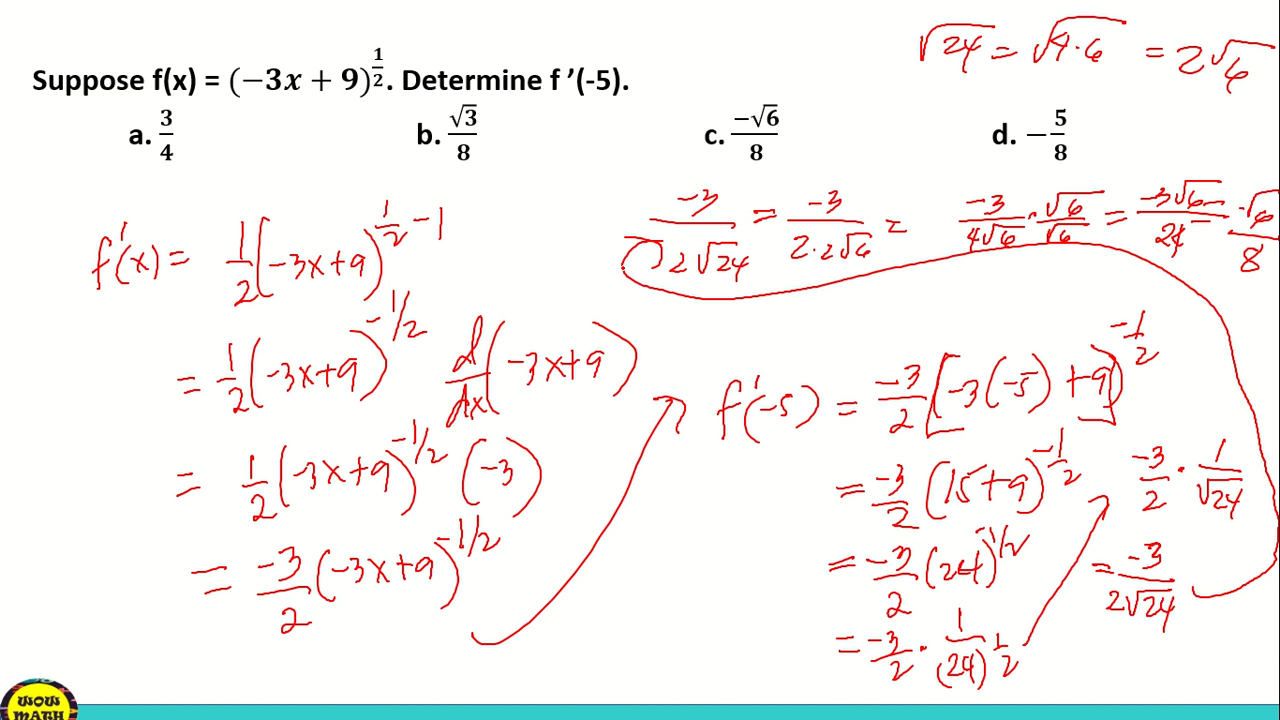 Suppose f(x) = (−3x + 9)^(1/2). Determine f ′(-5).
a. 3/4 b. √3/8 c. −√6/8 d. −5/8
√24 = √4·6 = 2√6
f'(x) = 1/2(-3x+9)^(1/2 - 1)
= 1/2(-3x+9)^(-1/2) d/dx(-3x+9)
= 1/2(-3x+9)^(-1/2) (-3)
= -3/2(-3x+9)^(-1/2)
f'(-5) = -3/2[-3(-5)+9]^(-1/2)
= -3/2(15+9)^(-1/2)
= -3/2(24)^(-1/2)
= -3/2 · 1/(24)^(1/2)
-3/2 · 1/√24
= -3/(2√24)
-3/(2√24) = -3/(2·2√6) = -3/(4√6) · √6/√6 = -3√6/24 = -√6/8
WOW
MATH